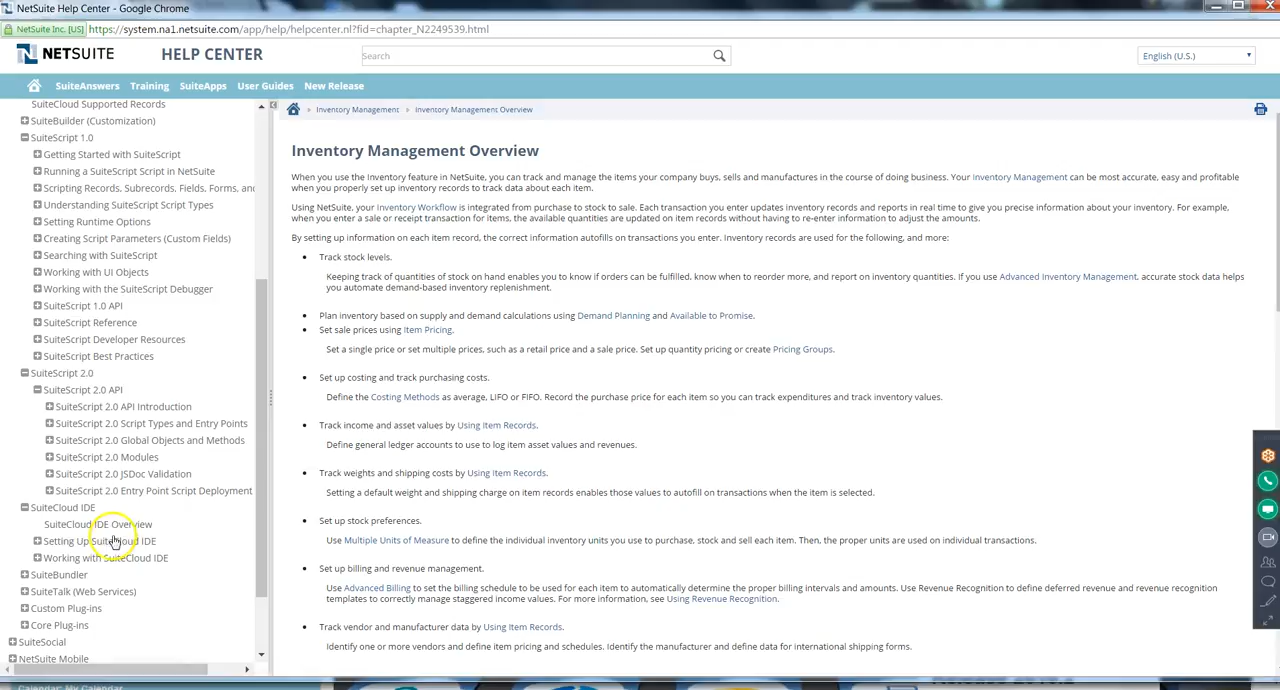 NetSuite Help Center - Google Chrome
NetSuite Inc. [US] https://system.na1.netsuite.com/app/help/helpcenter.nl?fid=chapter_N2249539.html
NETSUITE HELP CENTER Search English (U.S.)
SuiteAnswers Training SuiteApps User Guides New Release
SuiteCloud Supported Records
SuiteBuilder (Customization)
SuiteScript 1.0
Getting Started with SuiteScript
Running a SuiteScript Script in NetSuite
Scripting Records, Subrecords, Fields, Forms, an
Understanding SuiteScript Script Types
Setting Runtime Options
Creating Script Parameters (Custom Fields)
Searching with SuiteScript
Working with UI Objects
Working with the SuiteScript Debugger
SuiteScript 1.0 API
SuiteScript Reference
SuiteScript Developer Resources
SuiteScript Best Practices
SuiteScript 2.0
SuiteScript 2.0 API
SuiteScript 2.0 API Introduction
SuiteScript 2.0 Script Types and Entry Points
SuiteScript 2.0 Global Objects and Methods
SuiteScript 2.0 Modules
SuiteScript 2.0 JSDoc Validation
SuiteScript 2.0 Entry Point Script Deployment
SuiteCloud IDE
SuiteCloud IDE Overview
Setting Up SuiteCloud IDE
Working with SuiteCloud IDE
SuiteBundler
SuiteTalk (Web Services)
Custom Plug-ins
Core Plug-ins
SuiteSocial
NetSuite Mobile
Inventory Management Inventory Management Overview
Inventory Management Overview
When you use the Inventory feature in NetSuite, you can track and manage the items your company buys, sells and manufactures in the course of doing business. Your Inventory Management can be most accurate, easy and profitable
when you properly set up inventory records to track data about each item.
Using NetSuite, your Inventory Workflow is integrated from purchase to stock to sale. Each transaction you enter updates inventory records and reports in real time to give you precise information about your inventory. For example,
when you enter a sale or receipt transaction for items, the available quantities are updated on item records without having to re-enter information to adjust the amounts.
By setting up information on each item record, the correct information autofills on transactions you enter. Inventory records are used for the following, and more:
• Track stock levels.
Keeping track of quantities of stock on hand enables you to know if orders can be fulfilled, know when to reorder more, and report on inventory quantities. If you use Advanced Inventory Management, accurate stock data helps
you automate demand-based inventory replenishment.
• Plan inventory based on supply and demand calculations using Demand Planning and Available to Promise.
• Set sale prices using Item Pricing.
Set a single price or set multiple prices, such as a retail price and a sale price. Set up quantity pricing or create Pricing Groups.
• Set up costing and track purchasing costs.
Define the Costing Methods as average, LIFO or FIFO. Record the purchase price for each item so you can track expenditures and track inventory values.
• Track income and asset values by Using Item Records.
Define general ledger accounts to use to log item asset values and revenues.
• Track weights and shipping costs by Using Item Records.
Setting a default weight and shipping charge on item records enables those values to autofill on transactions when the item is selected.
• Set up stock preferences.
Use Multiple Units of Measure to define the individual inventory units you use to purchase, stock and sell each item. Then, the proper units are used on individual transactions.
• Set up billing and revenue management.
Use Advanced Billing to set the billing schedule to be used for each item to automatically determine the proper billing intervals and amounts. Use Revenue Recognition to define deferred revenue and revenue recognition
templates to correctly manage staggered income values. For more information, see Using Revenue Recognition.
• Track vendor and manufacturer data by Using Item Records.
Identify one or more vendors and define item pricing and schedules. Identify the manufacturer and define data for international shipping forms.